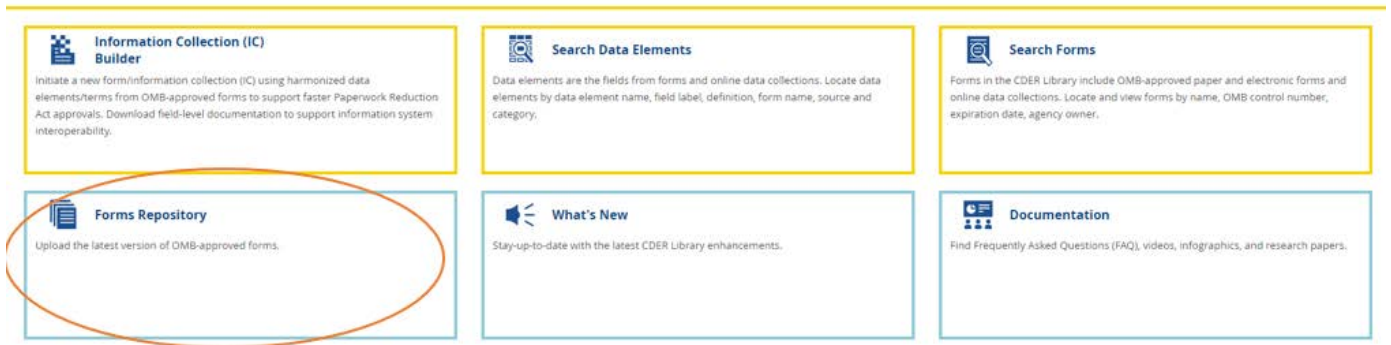 Information Collection (IC)
Builder
Initiate a new form/information collection (IC) using harmonized data
elements/terms from OMB-approved forms to support faster Paperwork Reduction
Act approvals. Download field-level documentation to support information system
interoperability.
Search Data Elements
Data elements are the fields from forms and online data collections. Locate data
elements by data element name, field label, definition, form name, source and
category.
Search Forms
Forms in the CDER Library include OMB-approved paper and electronic forms and
online data collections. Locate and view forms by name, OMB control number,
expiration date, agency owner.
Forms Repository
Upload the latest version of OMB-approved forms.
What's New
Stay-up-to-date with the latest CDER Library enhancements.
Documentation
Find Frequently Asked Questions (FAQ), videos, infographics, and research papers.